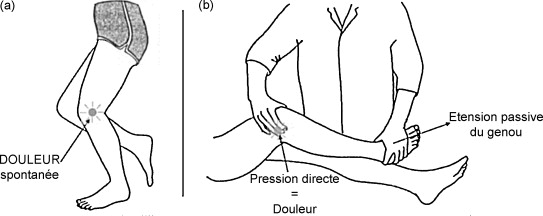 (a)
DOULEUR
spontanée
(b)
Etension passive
du genou
Pression directe
=
Douleur